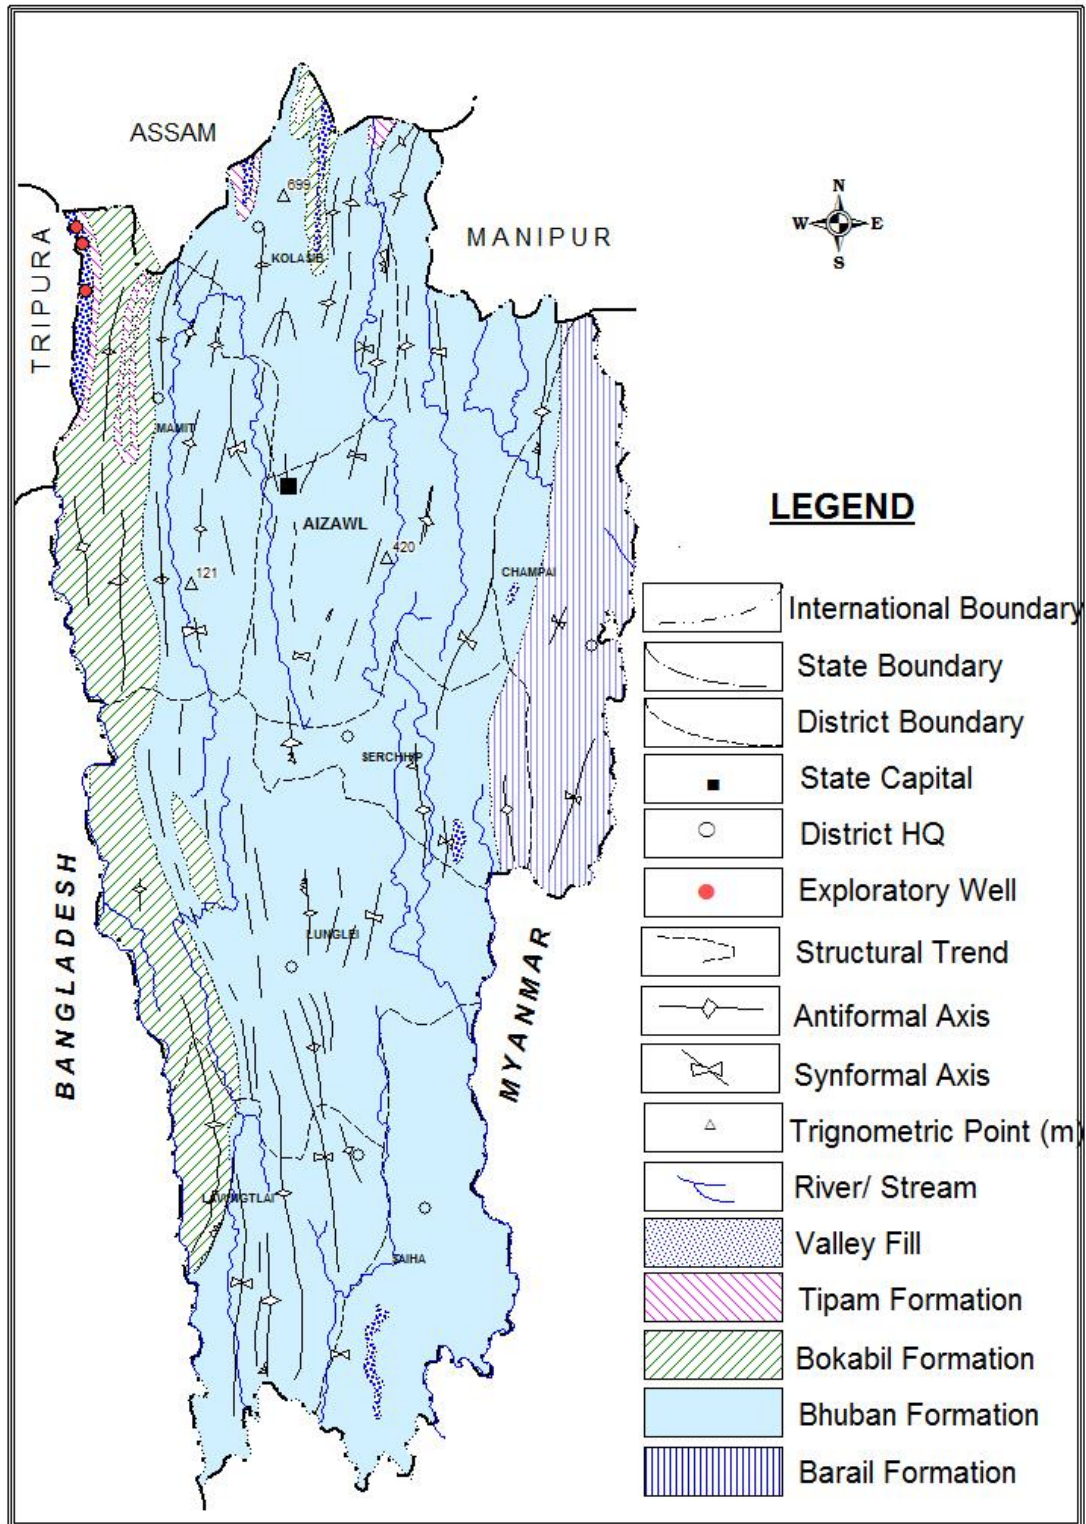 ASSAM
699
N
W E
S
MANIPUR
KOLASIB
TRIPURA
MAMIT
LEGEND
AIZAWL
420
121
CHAMPAI
International Boundary
State Boundary
District Boundary
SERCHHIP
State Capital
District HQ
BANGLADESH
Exploratory Well
LUNGLEI
MYANMAR
Structural Trend
Antiformal Axis
Synformal Axis
Trignometric Point (m)
River/ Stream
LAWNGTLAI
Valley Fill
SAIHA
Tipam Formation
Bokabil Formation
Bhuban Formation
Barail Formation